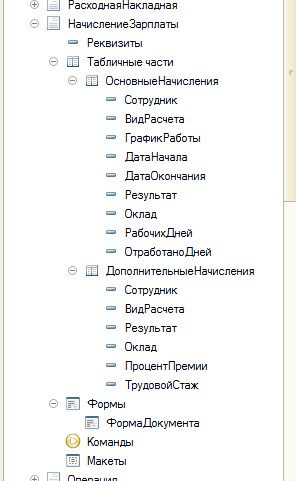 РасходнаяНакладная
НачислениеЗарплаты
Реквизиты
Табличные части
ОсновныеНачисления
Сотрудник
ВидРасчета
ГрафикРаботы
ДатаНачала
ДатаОкончания
Результат
Оклад
РабочихДней
ОтработаноДней
ДополнительныеНачисления
Сотрудник
ВидРасчета
Результат
Оклад
ПроцентПремии
ТрудовойСтаж
Формы
ФормаДокумента
Команды
Макеты
Операция